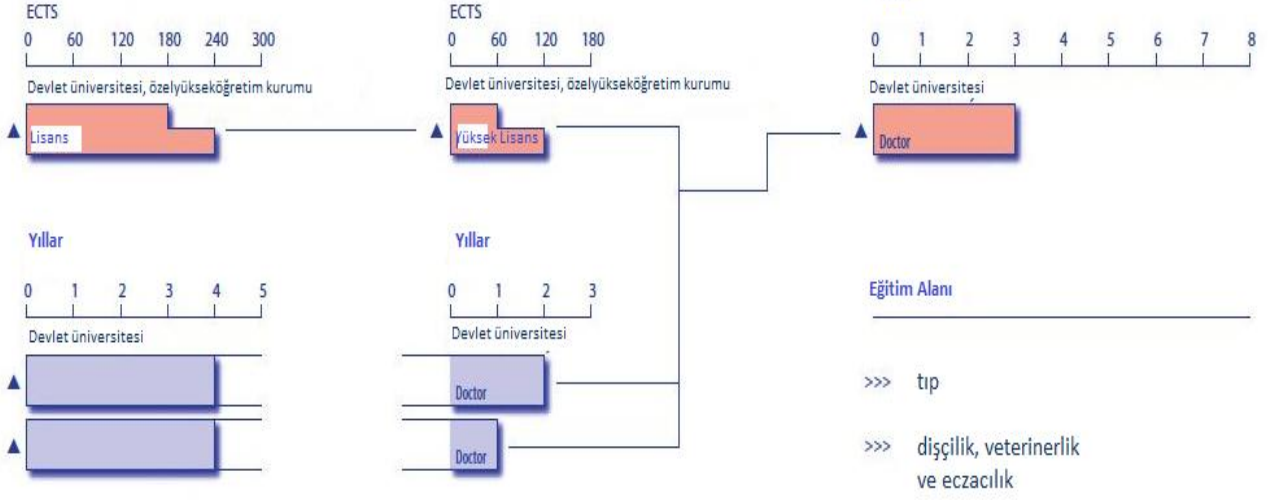 ECTS
0 60 120 180 240 300
Devlet üniversitesi, özelyükseköğretim kurumu
Lisans
ECTS
0 60 120 180
Devlet üniversitesi, özelyükseköğretim kurumu
Yüksek Lisans
0 1 2 3 4 5 6 7 8
Devlet üniversitesi
Doctor
Yıllar
0 1 2 3 4 5
Devlet üniversitesi
Yıllar
0 1 2 3
Devlet üniversitesi
Doctor
Doctor
Eğitim Alanı
>>> tıp
>>> dişçilik, veterinerlik
ve eczacılık